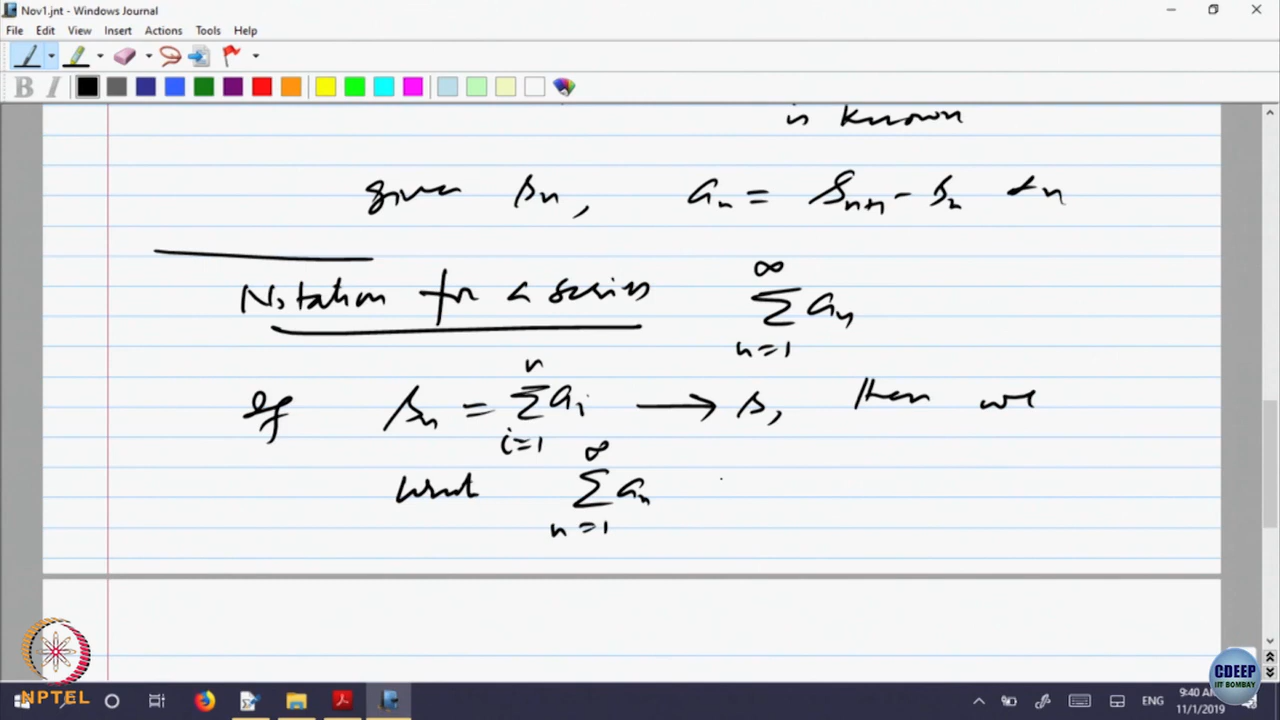 Nov1.jnt - Windows Journal
File Edit View Insert Actions Tools Help
B I
is known
given sn, an = Sn+1 - sn ∀n
Notation for a series ∑_{n=1}^{∞} an
If sn = ∑_{i=1}^{n} ai → s, then we
write ∑_{n=1}^{∞} an
NPTEL
CDEEP
IIT BOMBAY
ENG
9:40 AM
11/1/2019